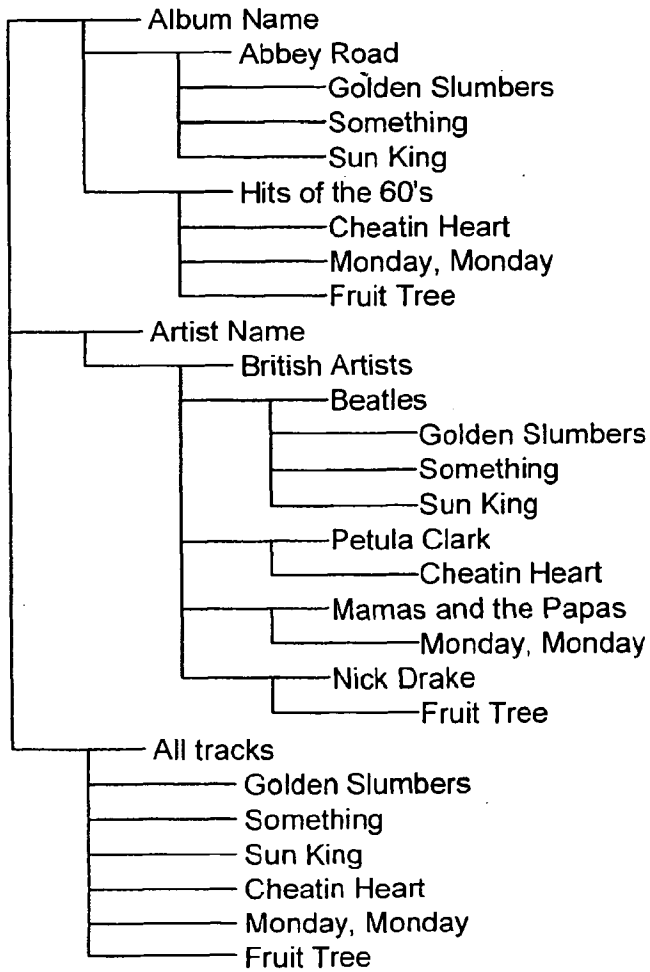 Album Name
Abbey Road
Golden Slumbers
Something
Sun King
Hits of the 60's
Cheatin Heart
Monday, Monday
Fruit Tree
Artist Name
British Artists
Beatles
Golden Slumbers
Something
Sun King
Petula Clark
Cheatin Heart
Mamas and the Papas
Monday, Monday
Nick Drake
Fruit Tree
All tracks
Golden Slumbers
Something
Sun King
Cheatin Heart
Monday, Monday
Fruit Tree